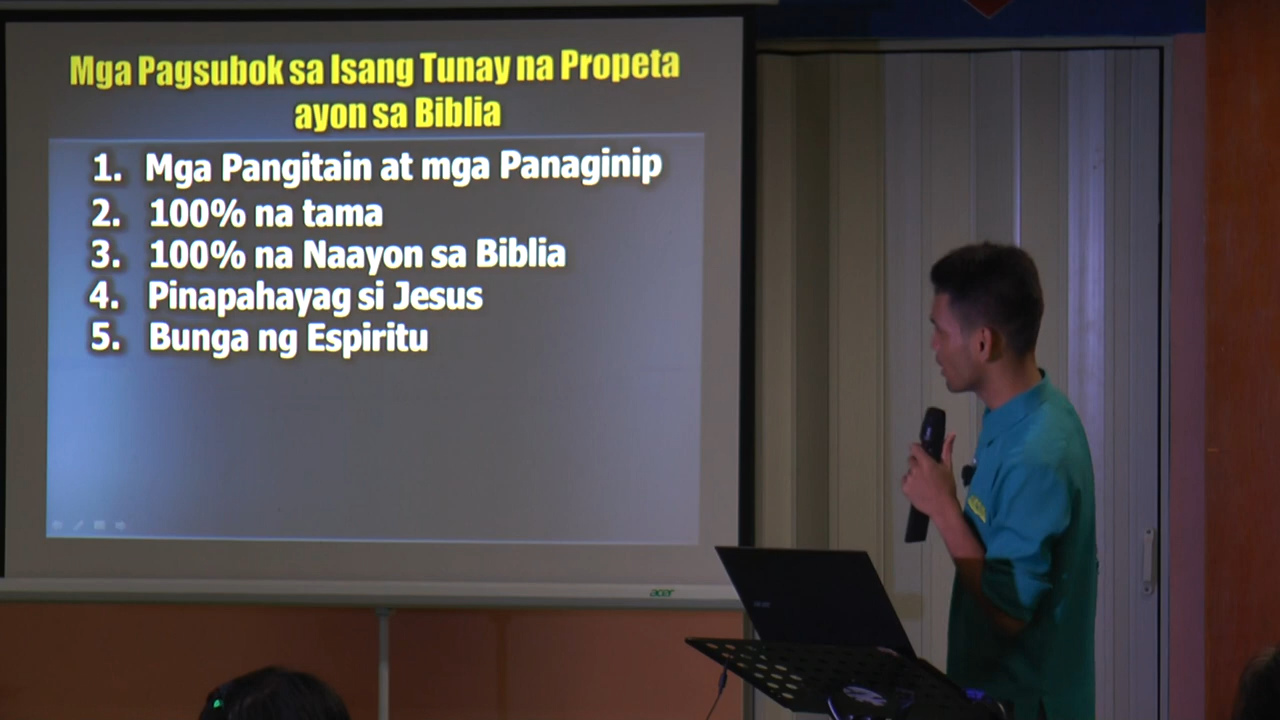 Mga Pagsubok sa Isang Tunay na Propeta
ayon sa Biblia
1. Mga Pangitain at mga Panaginip
2. 100% na tama
3. 100% na Naayon sa Biblia
4. Pinapahayag si Jesus
5. Bunga ng Espiritu
acer